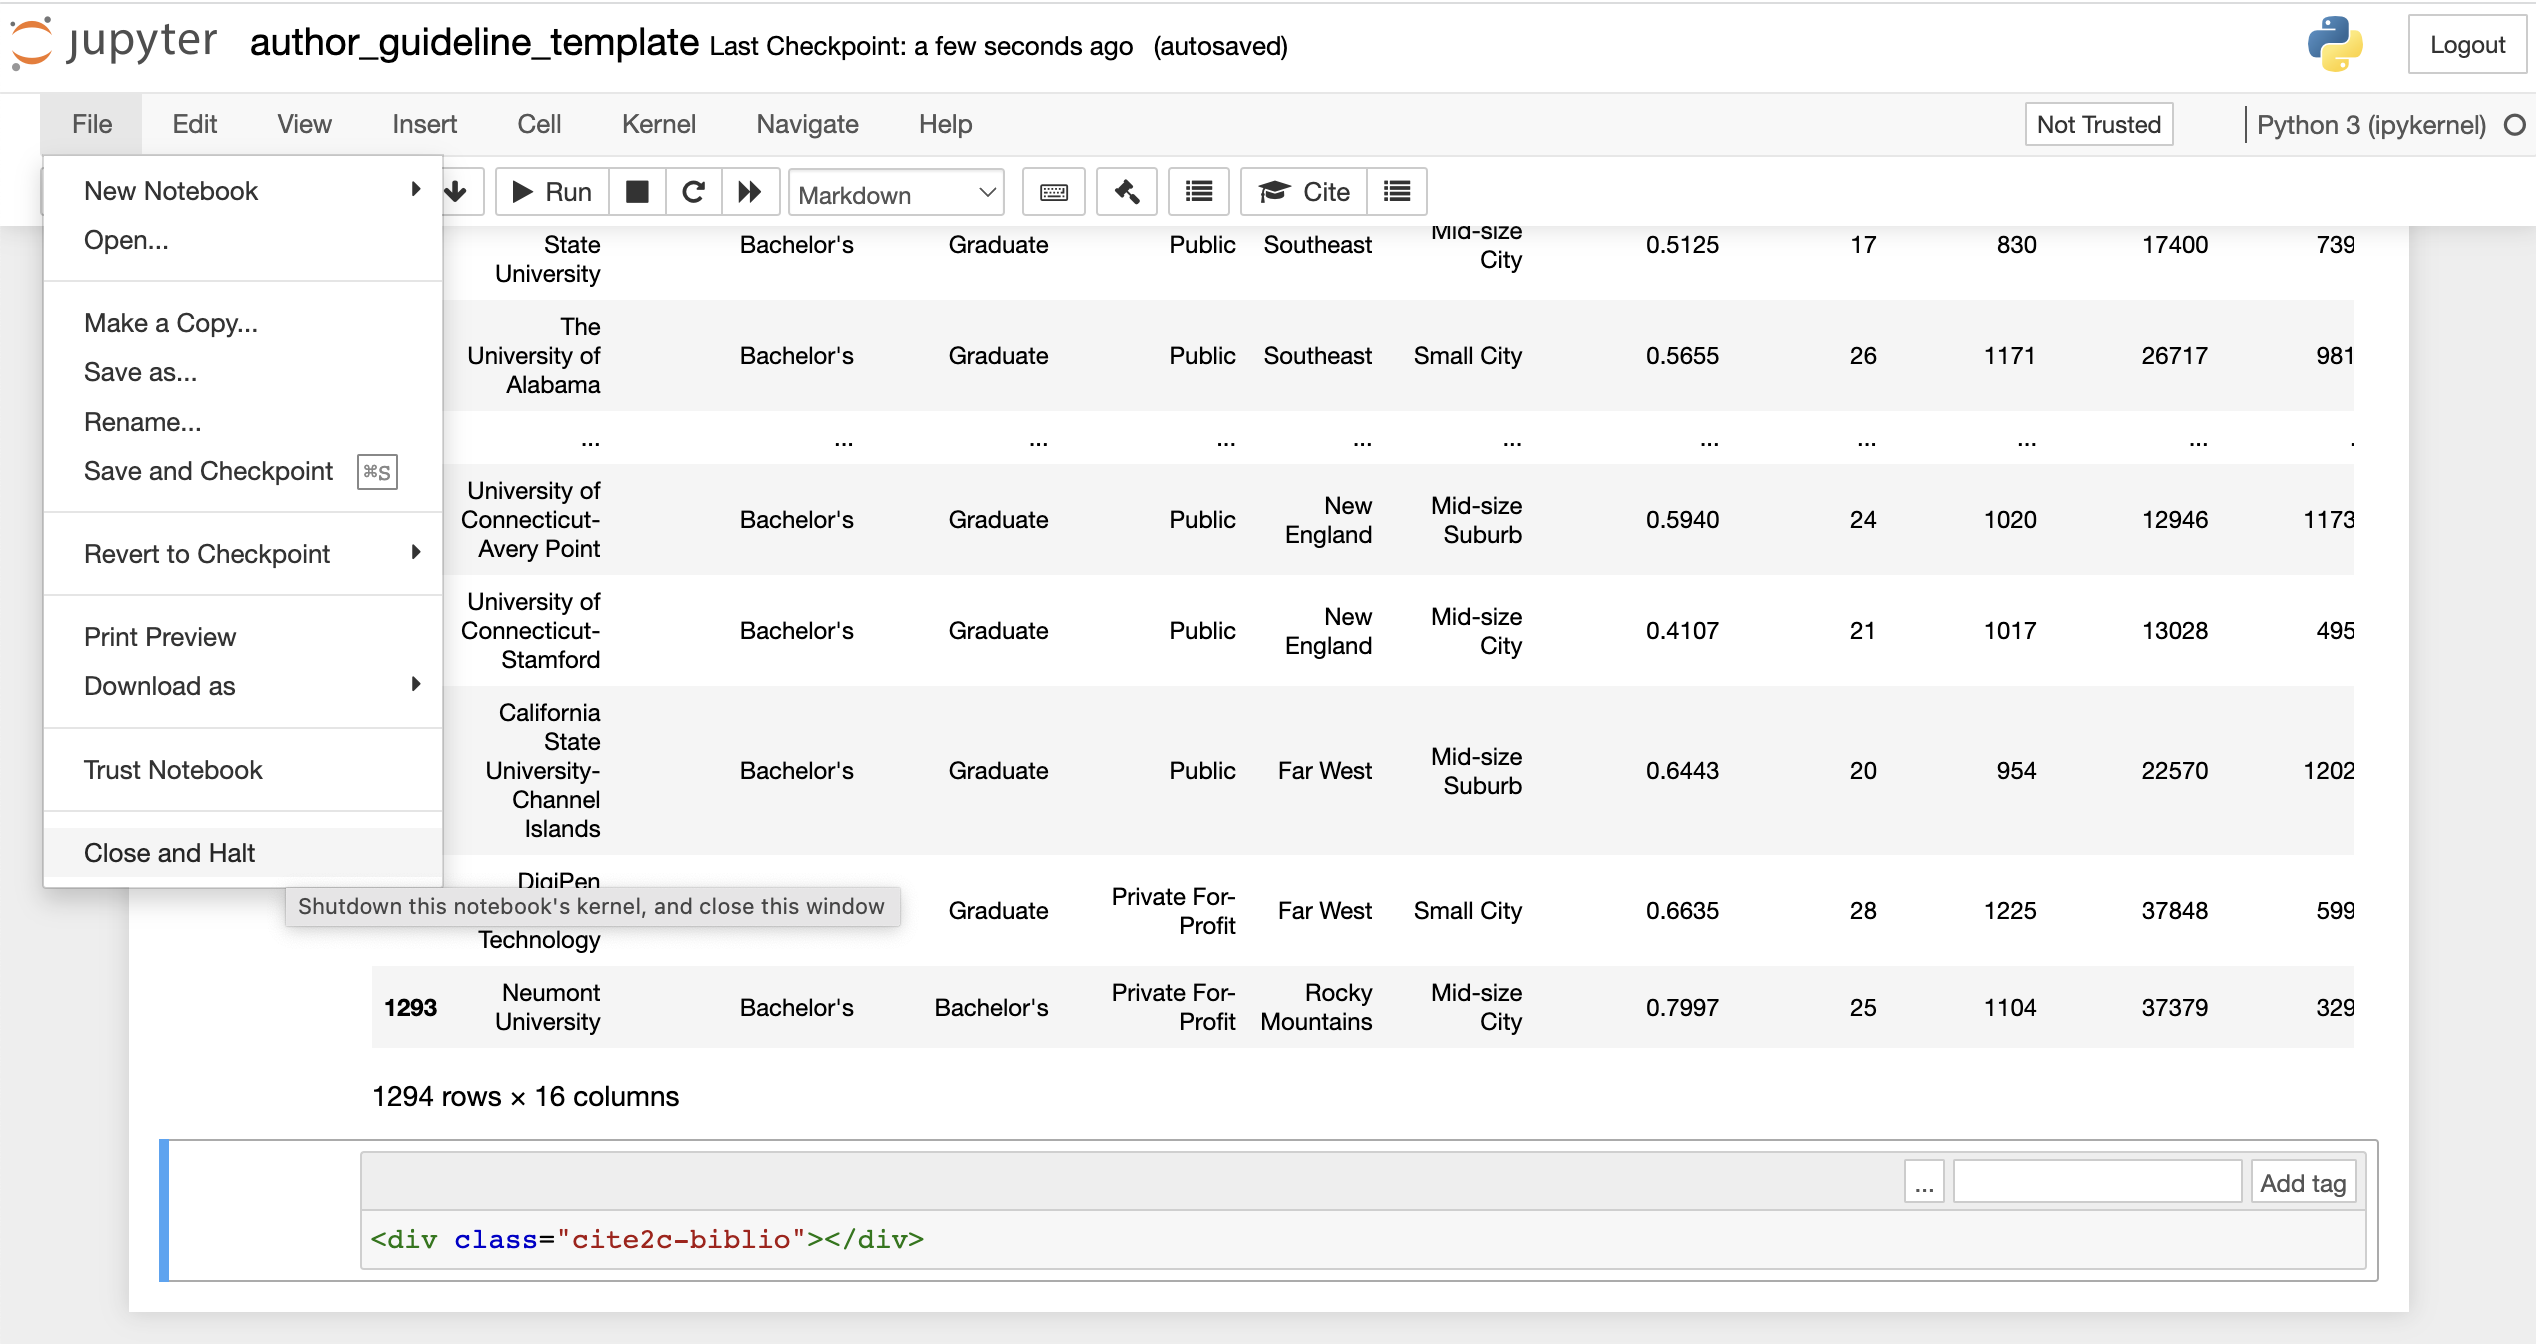 jupyter author_guideline_template Last Checkpoint: a few seconds ago (autosaved) Logout
File Edit View Insert Cell Kernel Navigate Help Not Trusted Python 3 (ipykernel)
Run Markdown Cite
New Notebook
Open...
Make a Copy...
Save as...
Rename...
Save and Checkpoint ⌘S
Revert to Checkpoint
Print Preview
Download as
Trust Notebook
Close and Halt
Shutdown this notebook's kernel, and close this window
State University Bachelor's Graduate Public Southeast Mid-size City 0.5125 17 830 17400 739
The University of Alabama Bachelor's Graduate Public Southeast Small City 0.5655 26 1171 26717 981
... ... ... ... ... ... ... ... ... ... .
University of Connecticut-Avery Point Bachelor's Graduate Public New England Mid-size Suburb 0.5940 24 1020 12946 1173
University of Connecticut-Stamford Bachelor's Graduate Public New England Mid-size City 0.4107 21 1017 13028 495
California State University-Channel Islands Bachelor's Graduate Public Far West Mid-size Suburb 0.6443 20 954 22570 1202
DigiPen Technology Graduate Private For-Profit Far West Small City 0.6635 28 1225 37848 599
1293 Neumont University Bachelor's Bachelor's Private For-Profit Rocky Mountains Mid-size City 0.7997 25 1104 37379 329
1294 rows × 16 columns
... Add tag
<div class="cite2c-biblio"></div>